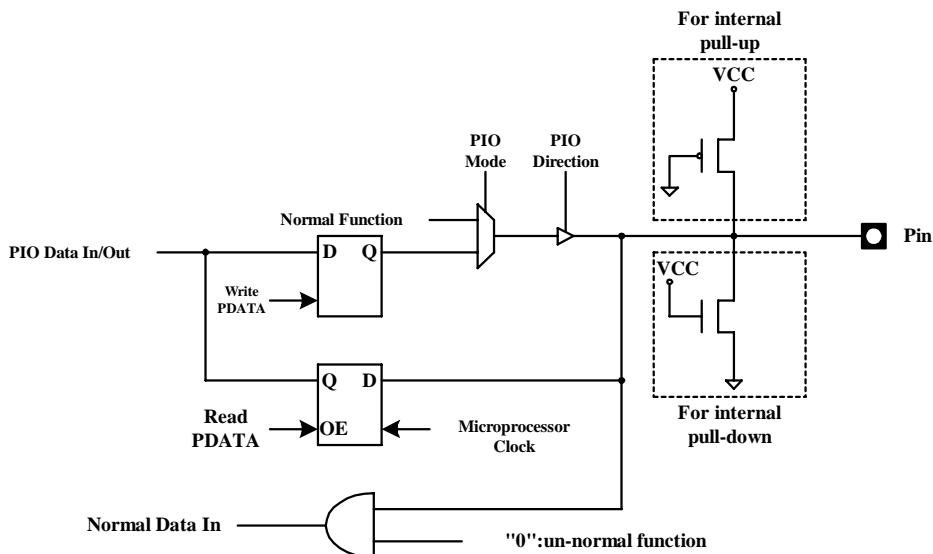 For internal
pull-up
VCC
PIO
Mode
PIO
Direction
Normal Function
PIO Data In/Out
D
Q
Pin
VCC
Write
PDATA
Q
D
Read
PDATA
OE
Microprocessor
Clock
For internal
pull-down
Normal Data In
"0":un-normal function